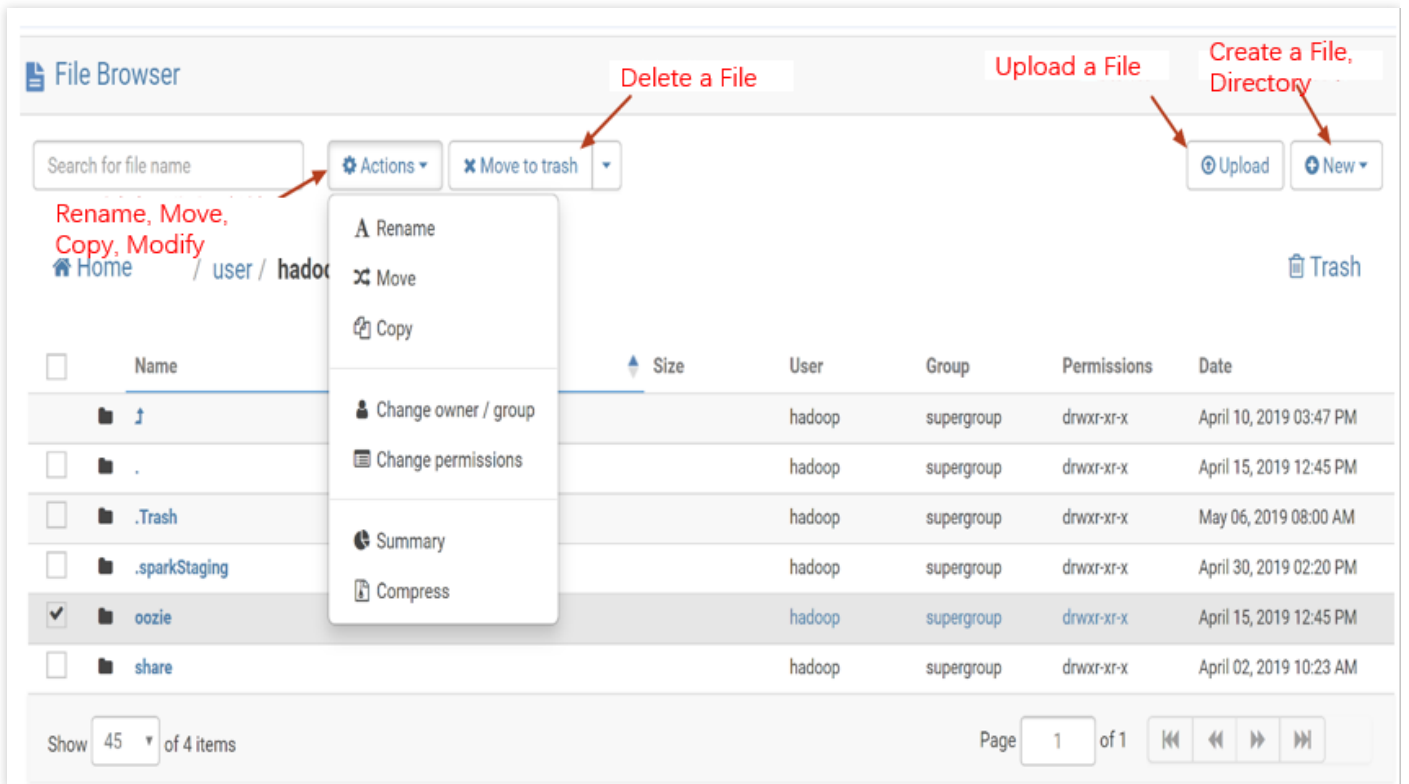 File Browser
Delete a File
Upload a File
Create a File,
Directory
Search for file name
Actions
Move to trash
Upload
New
Rename, Move,
Copy, Modify
Home / user /
Trash
Rename
Move
Copy
Change owner / group
Change permissions
Summary
Compress
Name Size User Group Permissions Date
hadoop supergroup drwxr-xr-x April 10, 2019 03:47 PM
. hadoop supergroup drwxr-xr-x April 15, 2019 12:45 PM
.Trash hadoop supergroup drwxr-xr-x May 06, 2019 08:00 AM
.sparkStaging hadoop supergroup drwxr-xr-x April 30, 2019 02:20 PM
oozie hadoop supergroup drwxr-xr-x April 15, 2019 12:45 PM
share hadoop supergroup drwxr-xr-x April 02, 2019 10:23 AM
Show 45 of 4 items
Page 1 of 1